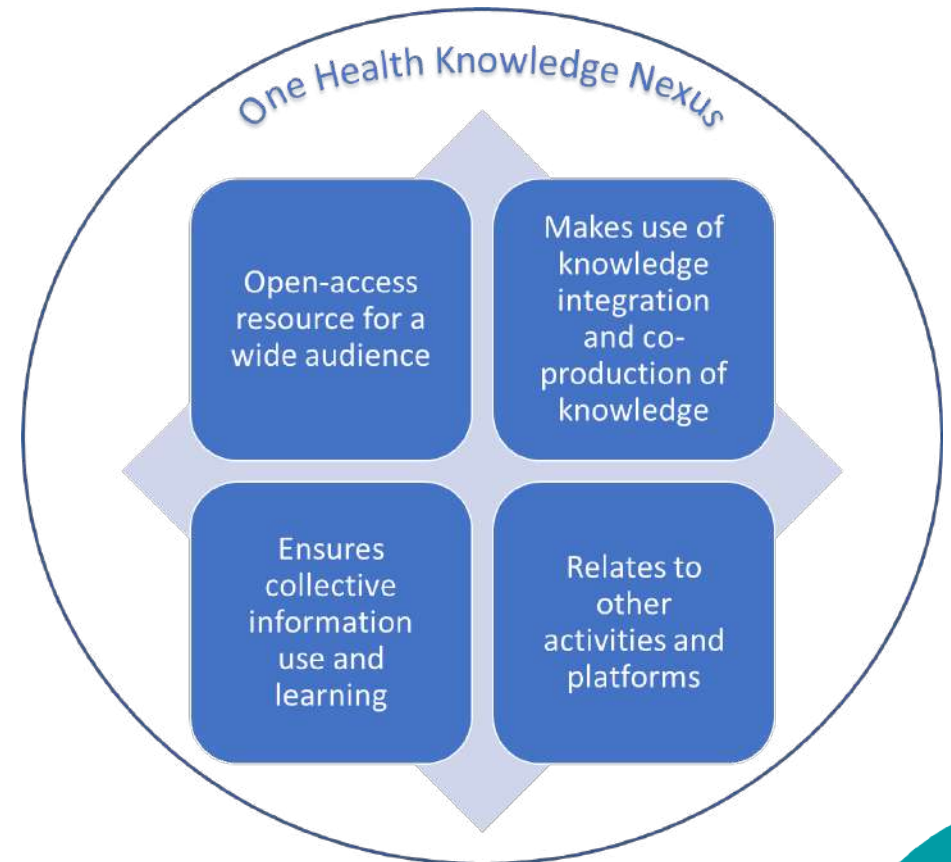 One Health Knowledge Nexus
Open-access
resource for a
wide audience
Makes use of
knowledge
integration
and co-
production of
knowledge
Ensures
collective
information
use and
learning
Relates to
other
activities and
platforms